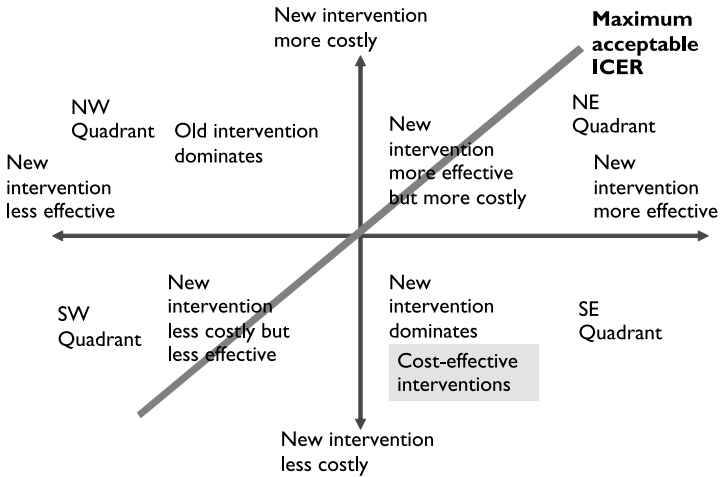 New intervention
more costly
Maximum
acceptable
ICER
NW
Quadrant
Old intervention
dominates
New
intervention
more effective
but more costly
NE
Quadrant
New
intervention
less effective
New
intervention
more effective
SW
Quadrant
New
intervention
less costly but
less effective
New
intervention
dominates
Cost-effective
interventions
SE
Quadrant
New intervention
less costly